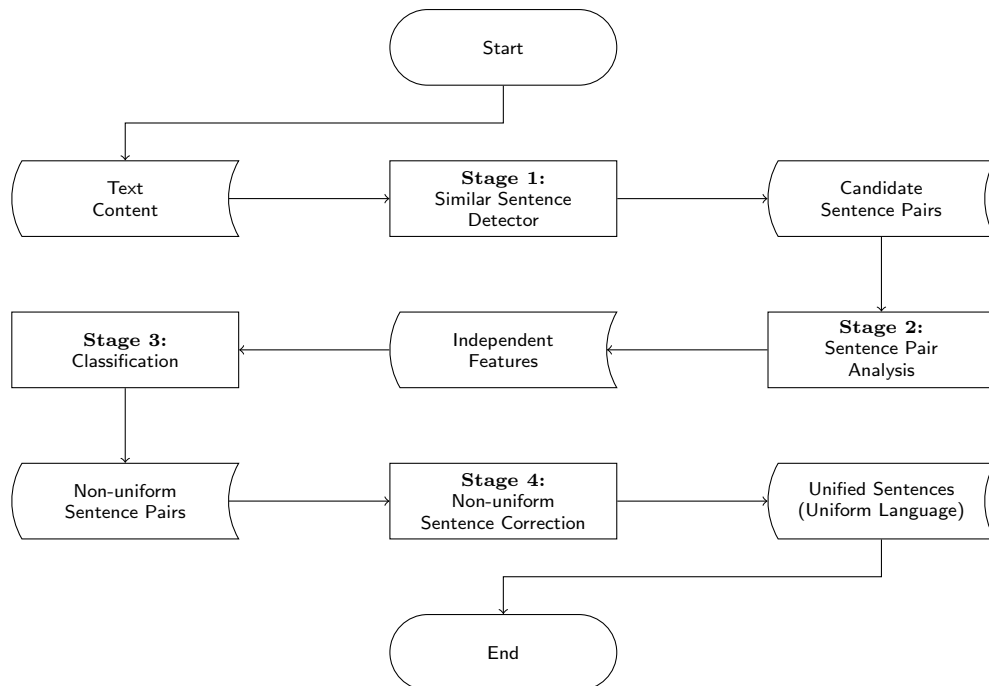 Start
Text
Content
Stage 1:
Similar Sentence
Detector
Candidate
Sentence Pairs
Stage 2:
Sentence Pair
Analysis
Independent
Features
Stage 3:
Classification
Non-uniform
Sentence Pairs
Stage 4:
Non-uniform
Sentence Correction
Unified Sentences
(Uniform Language)
End